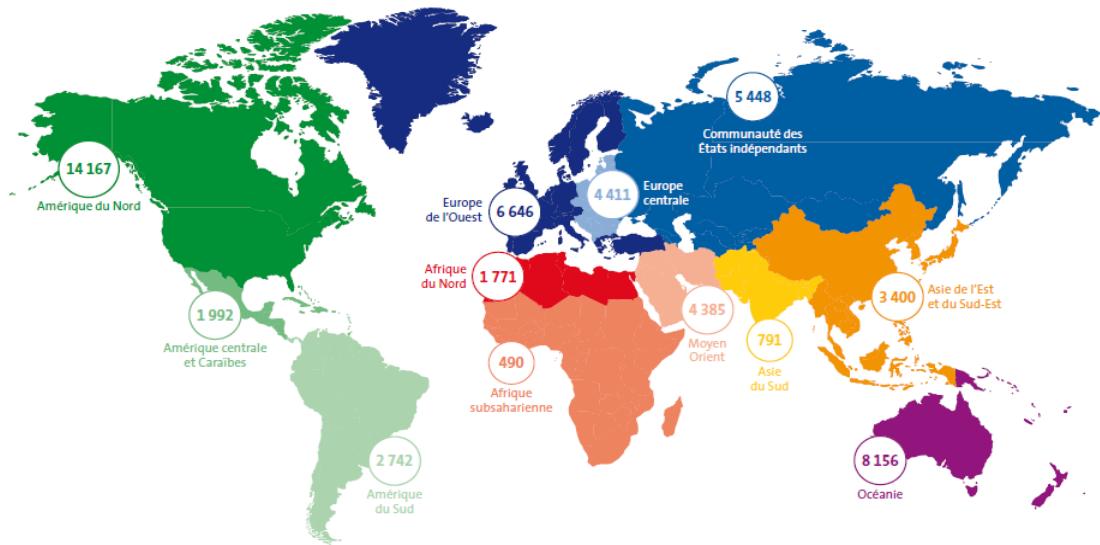 5 448
Communauté des
États indépendants
14 167
Amérique du Nord
Europe
de l'Ouest
6 646
4 411
Europe
centrale
Afrique
du Nord
1 771
1 992
Amérique centrale
et Caraïbes
490
Afrique
subsaharienne
4 385
Moyen
Orient
791
Asie
du Sud
3 400
Asie de l'Est
et du Sud-Est
2 742
Amérique
du Sud
8 156
Océanie